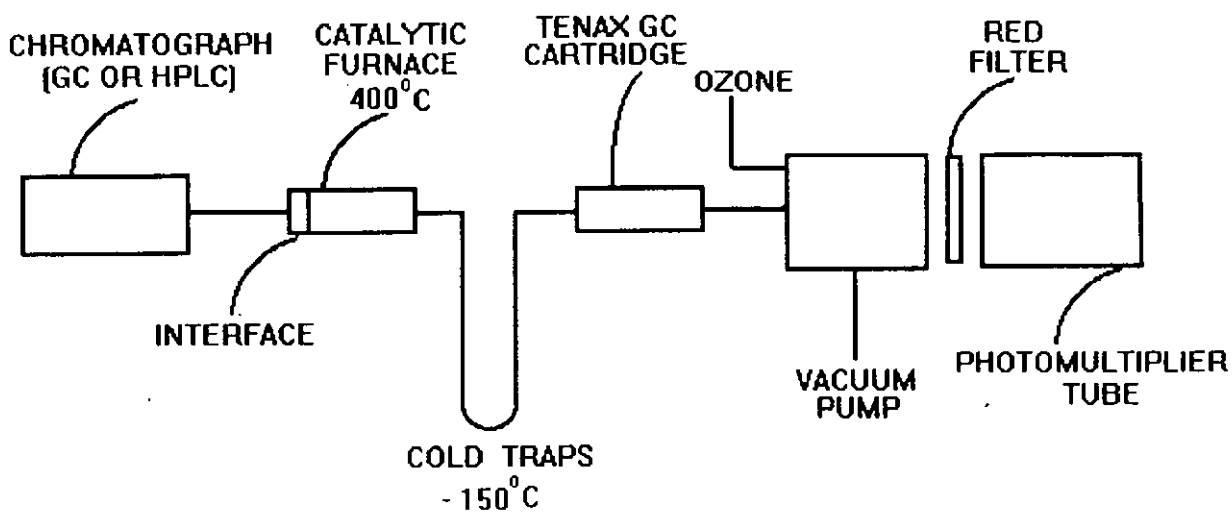 CHROMATOGRAPH
(GC OR HPLC)
CATALYTIC
FURNACE
400°C
TENAX GC
CARTRIDGE
OZONE
RED
FILTER
INTERFACE
COLD TRAPS
-150°C
VACUUM
PUMP
PHOTOMULTIPLIER
TUBE